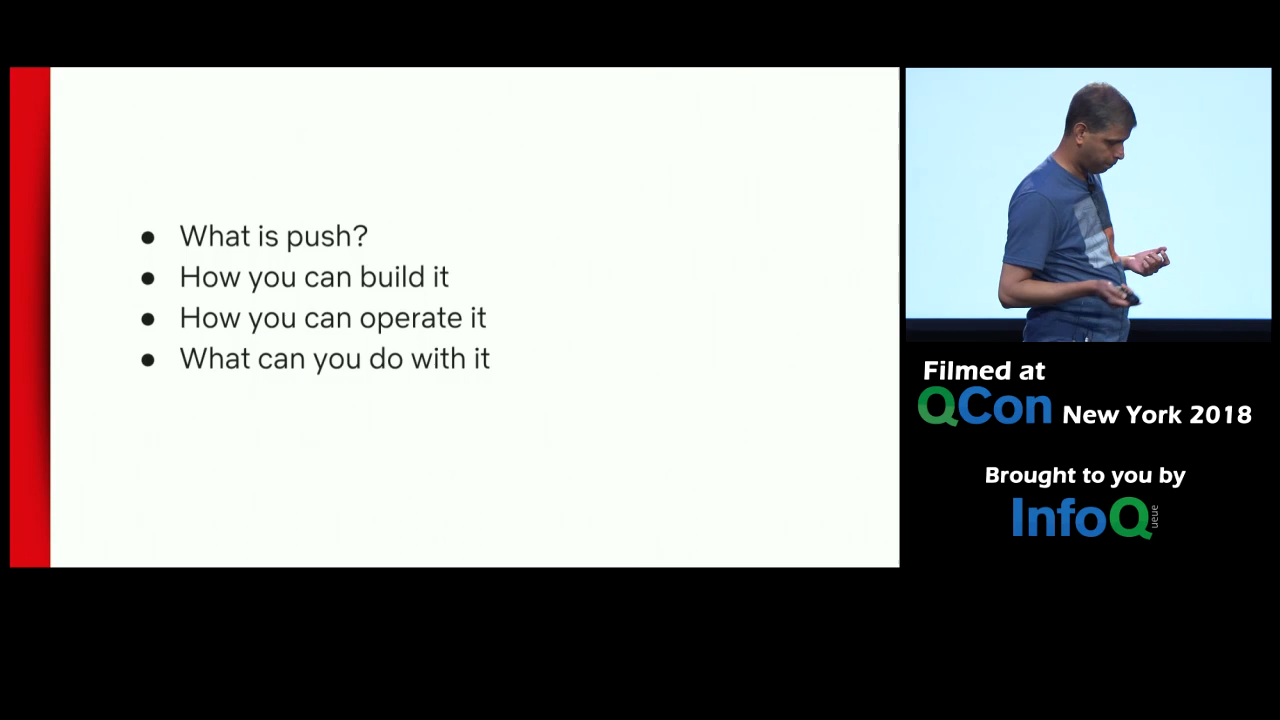 ● What is push?
● How you can build it
● How you can operate it
● What can you do with it
Filmed at
QCon New York 2018
Brought to you by
InfoQ
ueue